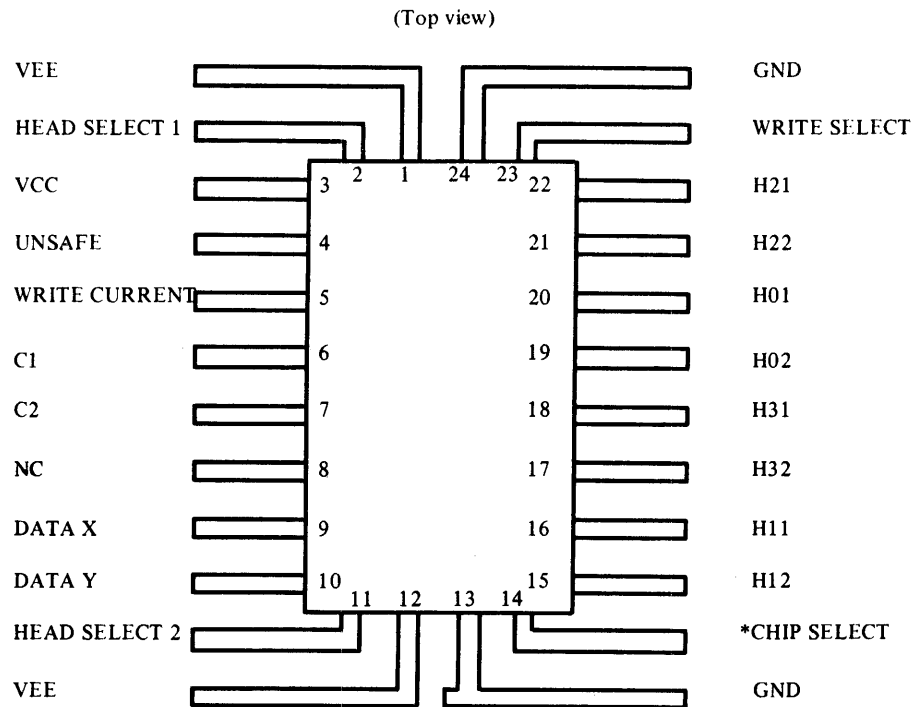 (Top view)
VEE GND
HEAD SELECT 1 WRITE SELECT
2 1 24 23
VCC 3 22 H21
UNSAFE 4 21 H22
WRITE CURRENT 5 20 H01
C1 6 19 H02
C2 7 18 H31
NC 8 17 H32
DATA X 9 16 H11
DATA Y 10 15 H12
11 12 13 14
HEAD SELECT 2 *CHIP SELECT
VEE GND